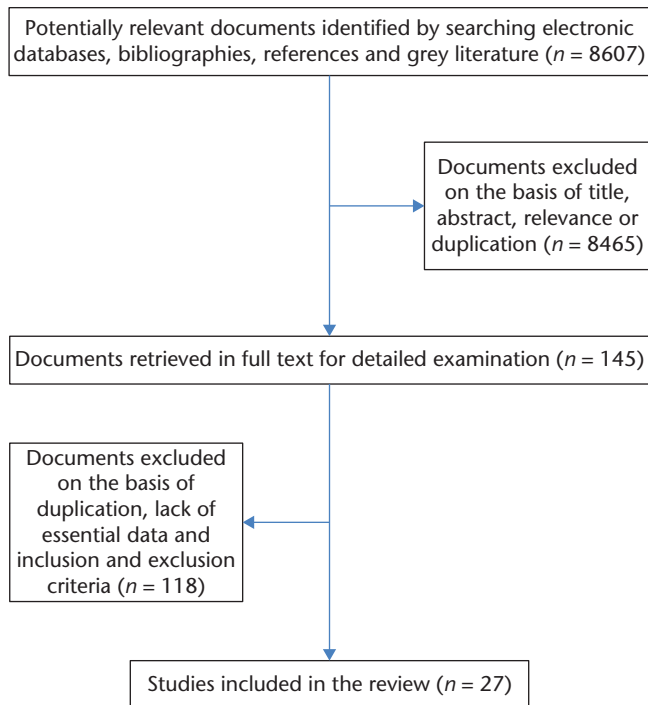 Potentially relevant documents identified by searching electronic
databases, bibliographies, references and grey literature (n = 8607)
Documents excluded
on the basis of title,
abstract, relevance or
duplication (n = 8465)
Documents retrieved in full text for detailed examination (n = 145)
Documents excluded
on the basis of
duplication, lack of
essential data and
inclusion and exclusion
criteria (n = 118)
Studies included in the review (n = 27)